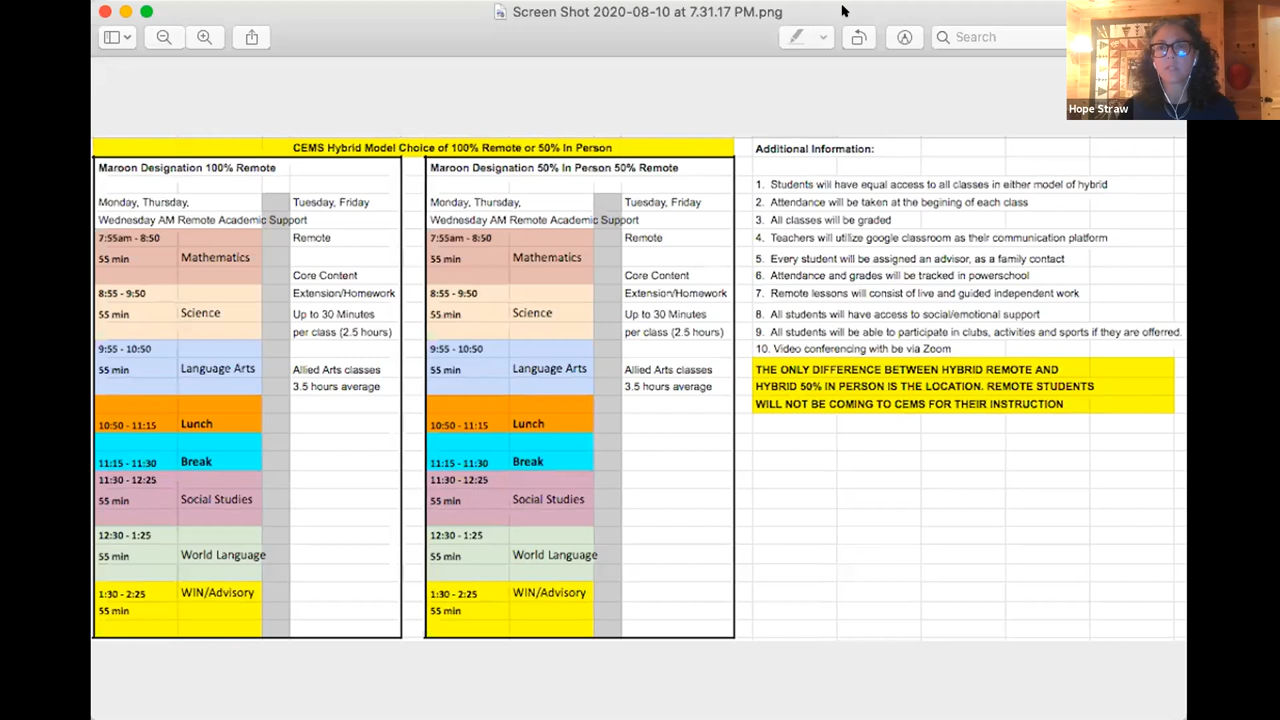 Screen Shot 2020-08-10 at 7.31.17 PM.png
Search
Hope Straw
CEMS Hybrid Model Choice of 100% Remote or 50% In Person
Maroon Designation 100% Remote
Monday, Thursday,
Wednesday AM Remote Academic Support
Tuesday, Friday
7:55am - 8:50
55 min
Mathematics
8:55 - 9:50
55 min
Science
9:55 - 10:50
55 min
Language Arts
10:50 - 11:15
Lunch
11:15 - 11:30
Break
11:30 - 12:25
55 min
Social Studies
12:30 - 1:25
55 min
World Language
1:30 - 2:25
WIN/Advisory
55 min
Remote
Core Content
Extension/Homework
Up to 30 Minutes
per class (2.5 hours)
Allied Arts classes
3.5 hours average
Maroon Designation 50% In Person 50% Remote
Monday, Thursday,
Wednesday AM Remote Academic Support
Tuesday, Friday
7:55am - 8:50
55 min
Mathematics
8:55 - 9:50
55 min
Science
9:55 - 10:50
55 min
Language Arts
10:50 - 11:15
Lunch
11:15 - 11:30
Break
11:30 - 12:25
55 min
Social Studies
12:30 - 1:25
55 min
World Language
1:30 - 2:25
WIN/Advisory
55 min
Remote
Core Content
Extension/Homework
Up to 30 Minutes
per class (2.5 hours)
Allied Arts classes
3.5 hours average
Additional Information:
1. Students will have equal access to all classes in either model of hybrid
2. Attendance will be taken at the begining of each class
3. All classes will be graded
4. Teachers will utilize google classroom as their communication platform
5. Every student will be assigned an advisor, as a family contact
6. Attendance and grades will be tracked in powerschool
7. Remote lessons will consist of live and guided independent work
8. All students will have access to social/emotional support
9. All students will be able to participate in clubs, activities and sports if they are offerred.
10. Video conferencing with be via Zoom
THE ONLY DIFFERENCE BETWEEN HYBRID REMOTE AND
HYBRID 50% IN PERSON IS THE LOCATION. REMOTE STUDENTS
WILL NOT BE COMING TO CEMS FOR THEIR INSTRUCTION